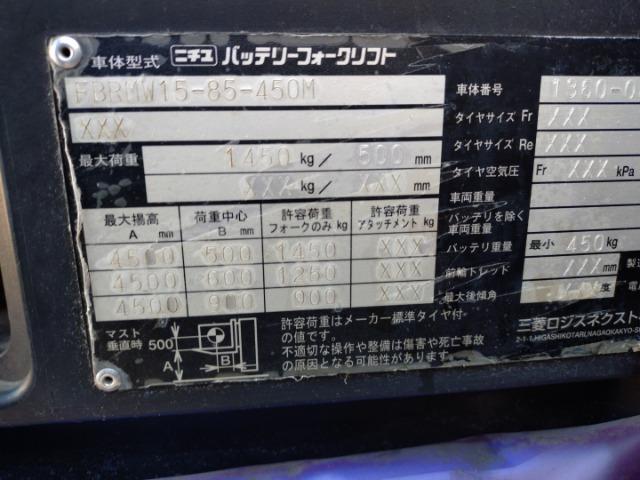 車体型式 ニチユ バッテリーフォークリフト
FBRMW15-85-450M
XXX
最大荷重 1450 kg/ 500 mm
XXX kg/ XXX mm
最大揚高 A mm 荷重中心 B mm 許容荷重 フォークのみ kg 許容荷重 アタッチメント kg
4500 500 1450 XXX
4500 600 1250 XXX
4500 900 XXX
マスト垂直時 500 A B
許容荷重はメーカー標準タイヤ付
の値です。
不適切な操作や整備は傷害や死亡事故
の原因となる可能性があります。
車体番号 1360-0
タイヤサイズ Fr XXX
タイヤサイズ Re XXX
タイヤ空気圧 Fr XXX kPa
車両重量
バッテリを除く車両重量
バッテリ重量 最小 450 kg
前輪トレッド XXX mm
最大後傾角 度
三菱ロジスネクスト
2-1-1,HIGASHIKOTARI,NAGAOKAKYO-S